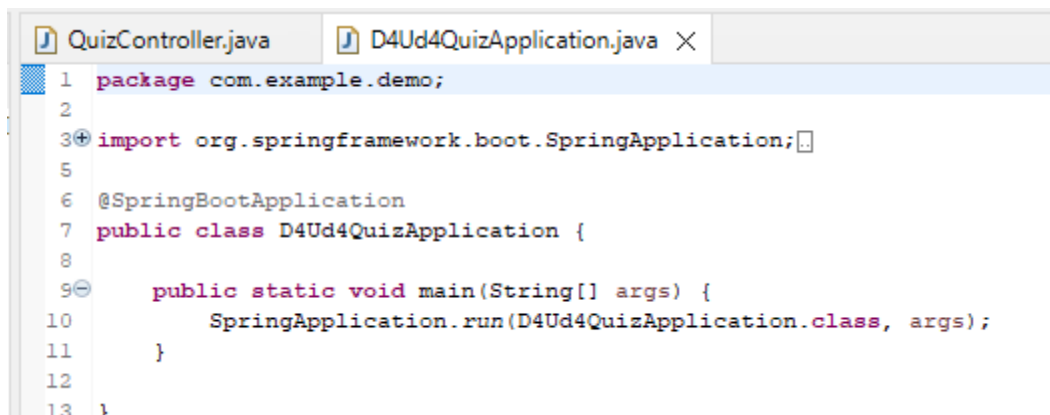 QuizController.java D4Ud4QuizApplication.java
1 package com.example.demo;
2
3 import org.springframework.boot.SpringApplication;
5
6 @SpringBootApplication
7 public class D4Ud4QuizApplication {
8
9 public static void main(String[] args) {
10 SpringApplication.run(D4Ud4QuizApplication.class, args);
11 }
12
13 }